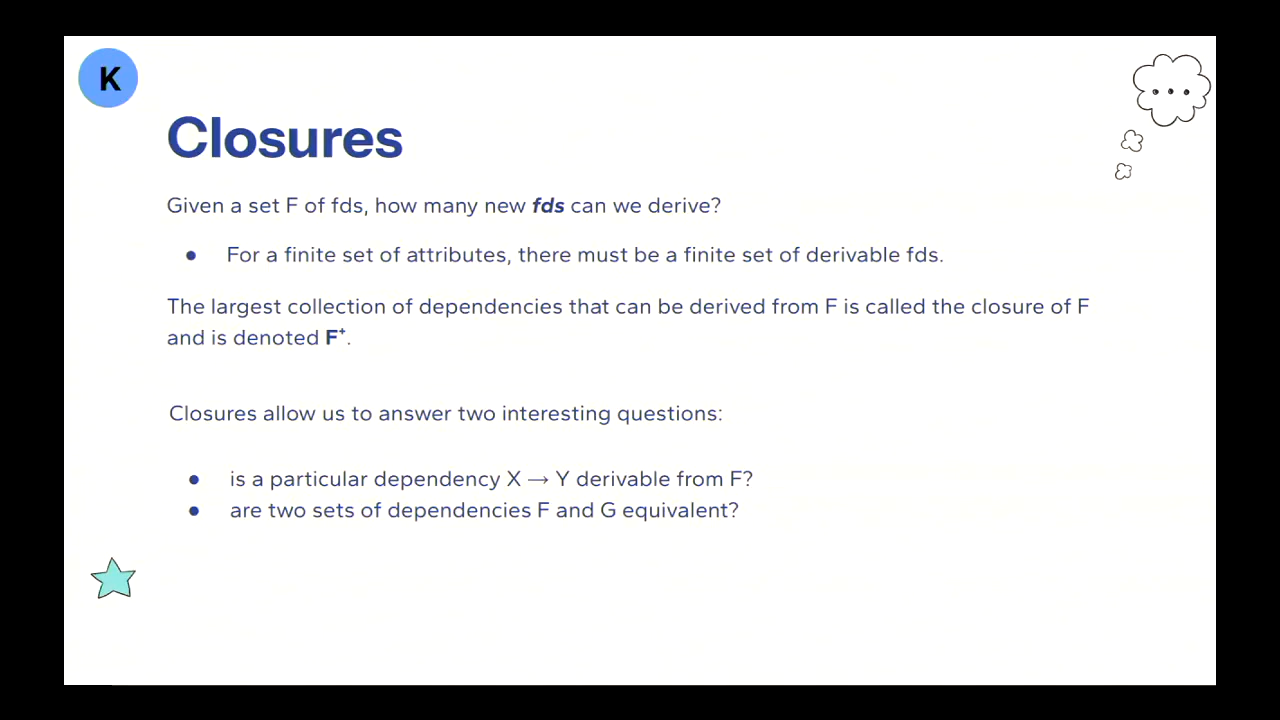 K
Closures
Given a set F of fds, how many new fds can we derive?
● For a finite set of attributes, there must be a finite set of derivable fds.
The largest collection of dependencies that can be derived from F is called the closure of F
and is denoted F⁺.
Closures allow us to answer two interesting questions:
● is a particular dependency X → Y derivable from F?
● are two sets of dependencies F and G equivalent?